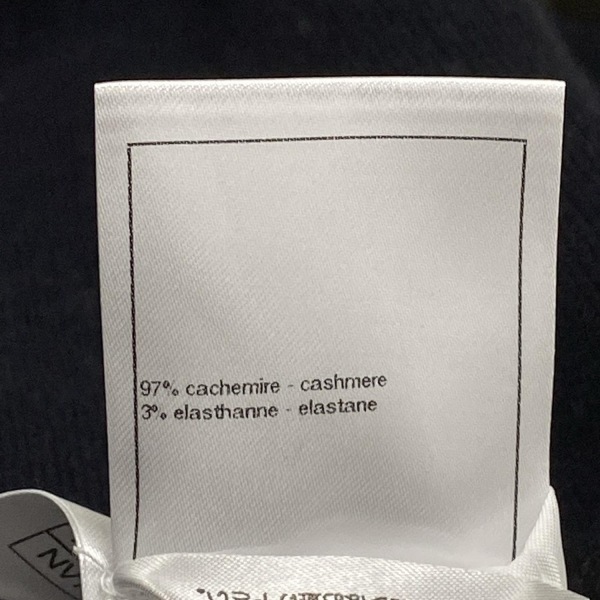 97% cachemire - cashmere
3% elasthanne - elastane